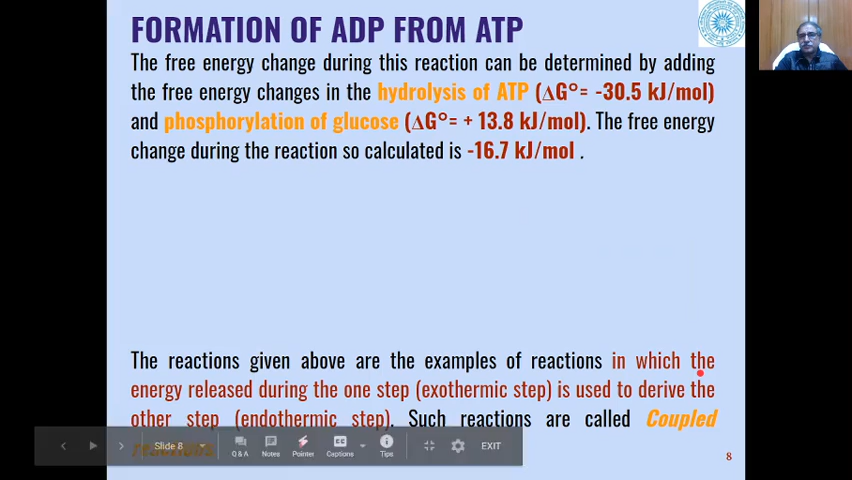 FORMATION OF ADP FROM ATP
The free energy change during this reaction can be determined by adding
the free energy changes in the hydrolysis of ATP (∆G°= -30.5 kJ/mol)
and phosphorylation of glucose (∆G°= + 13.8 kJ/mol). The free energy
change during the reaction so calculated is -16.7 kJ/mol .
The reactions given above are the examples of reactions in which the
energy released during the one step (exothermic step) is used to derive the
other step (endothermic step). Such reactions are called Coupled
Slide 8
Q & A
Notes
Pointer
Captions
Tips
EXIT
8